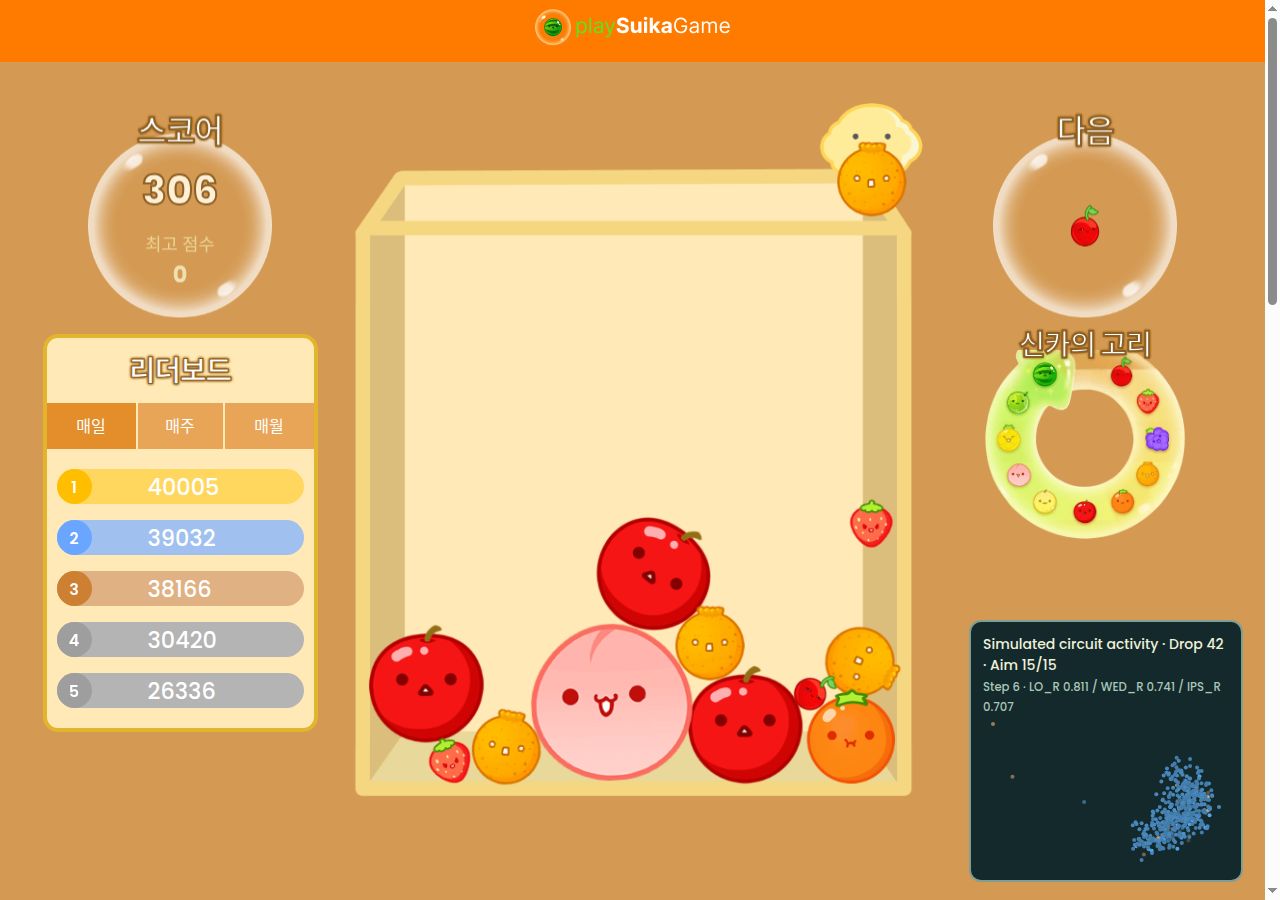 playSuikaGame
스코어
306
최고 점수
0
다음
신카의 고리
리더보드
매일 매주 매월
1 40005
2 39032
3 38166
4 30420
5 26336
Simulated circuit activity · Drop 42
· Aim 15/15
Step 6 · LO_R 0.811 / WED_R 0.741 / IPS_R
0.707